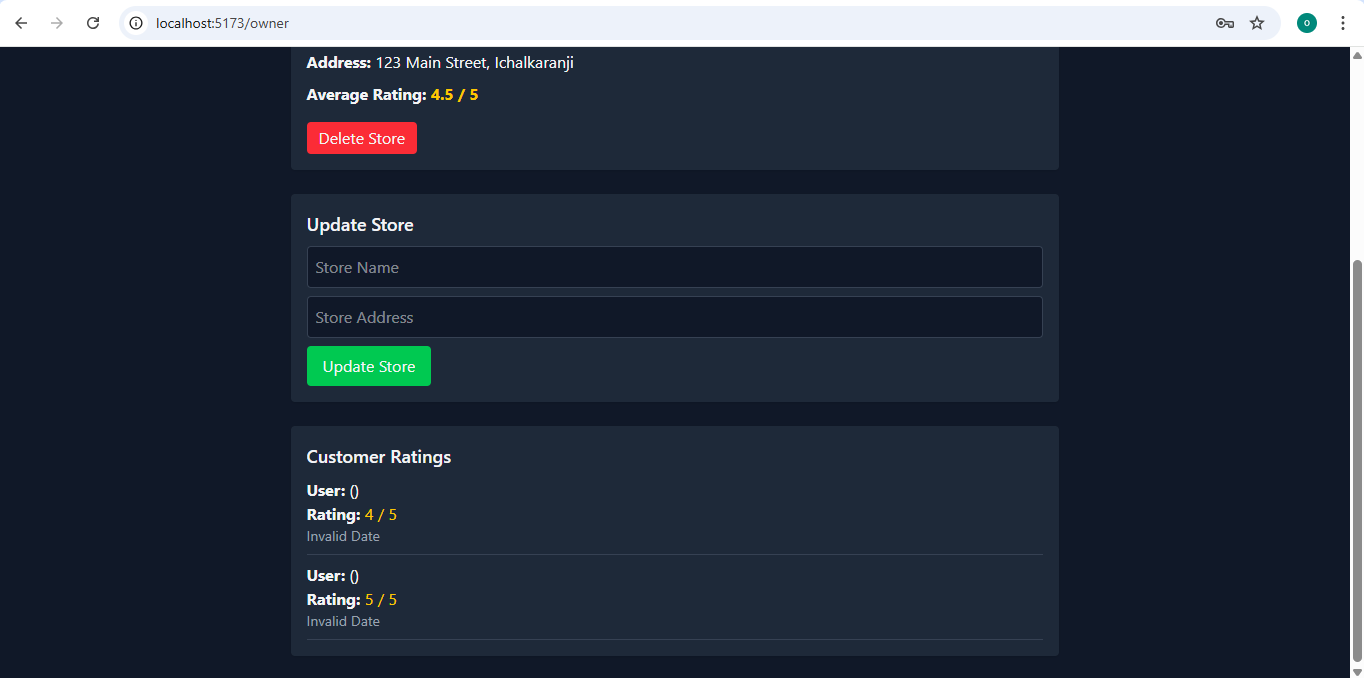 localhost:5173/owner
o
Address: 123 Main Street, Ichalkaranji
Average Rating: 4.5 / 5
Delete Store
Update Store
Store Name
Store Address
Update Store
Customer Ratings
User: ()
Rating: 4 / 5
Invalid Date
User: ()
Rating: 5 / 5
Invalid Date